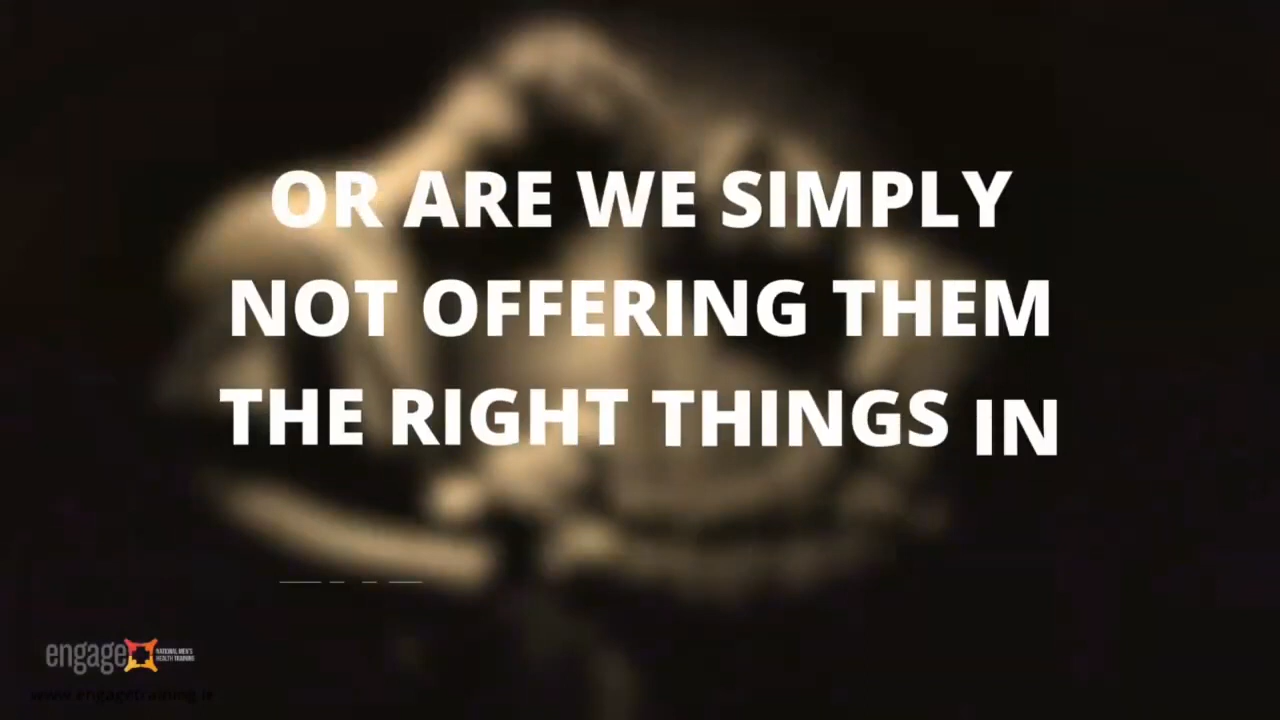 OR ARE WE SIMPLY
NOT OFFERING THEM
THE RIGHT THINGS IN
engage
NATIONAL MEN'S
HEALTH TRAINING
www.engagetraining.ie